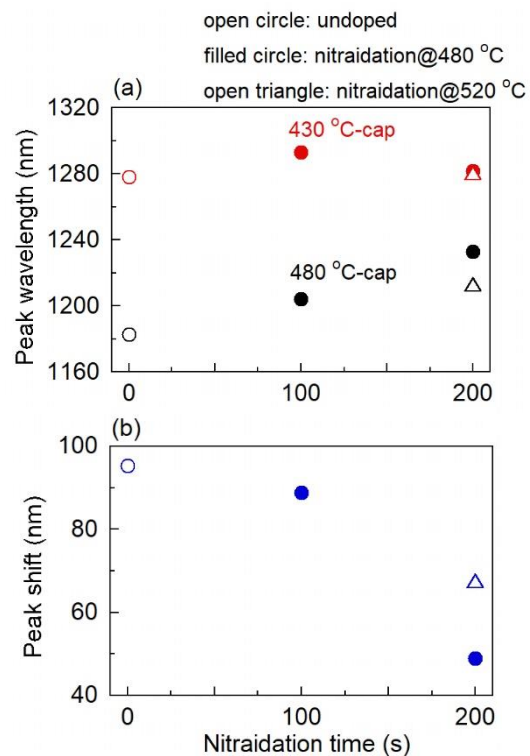 open circle: undoped
filled circle: nitraidation@480 °C
open triangle: nitraidation@520 °C
(a)
1320
1280
1240
1200
1160
Peak wavelength (nm)
430 °C-cap
480 °C-cap
0 100 200
(b)
100
80
60
40
Peak shift (nm)
0 100 200
Nitraidation time (s)